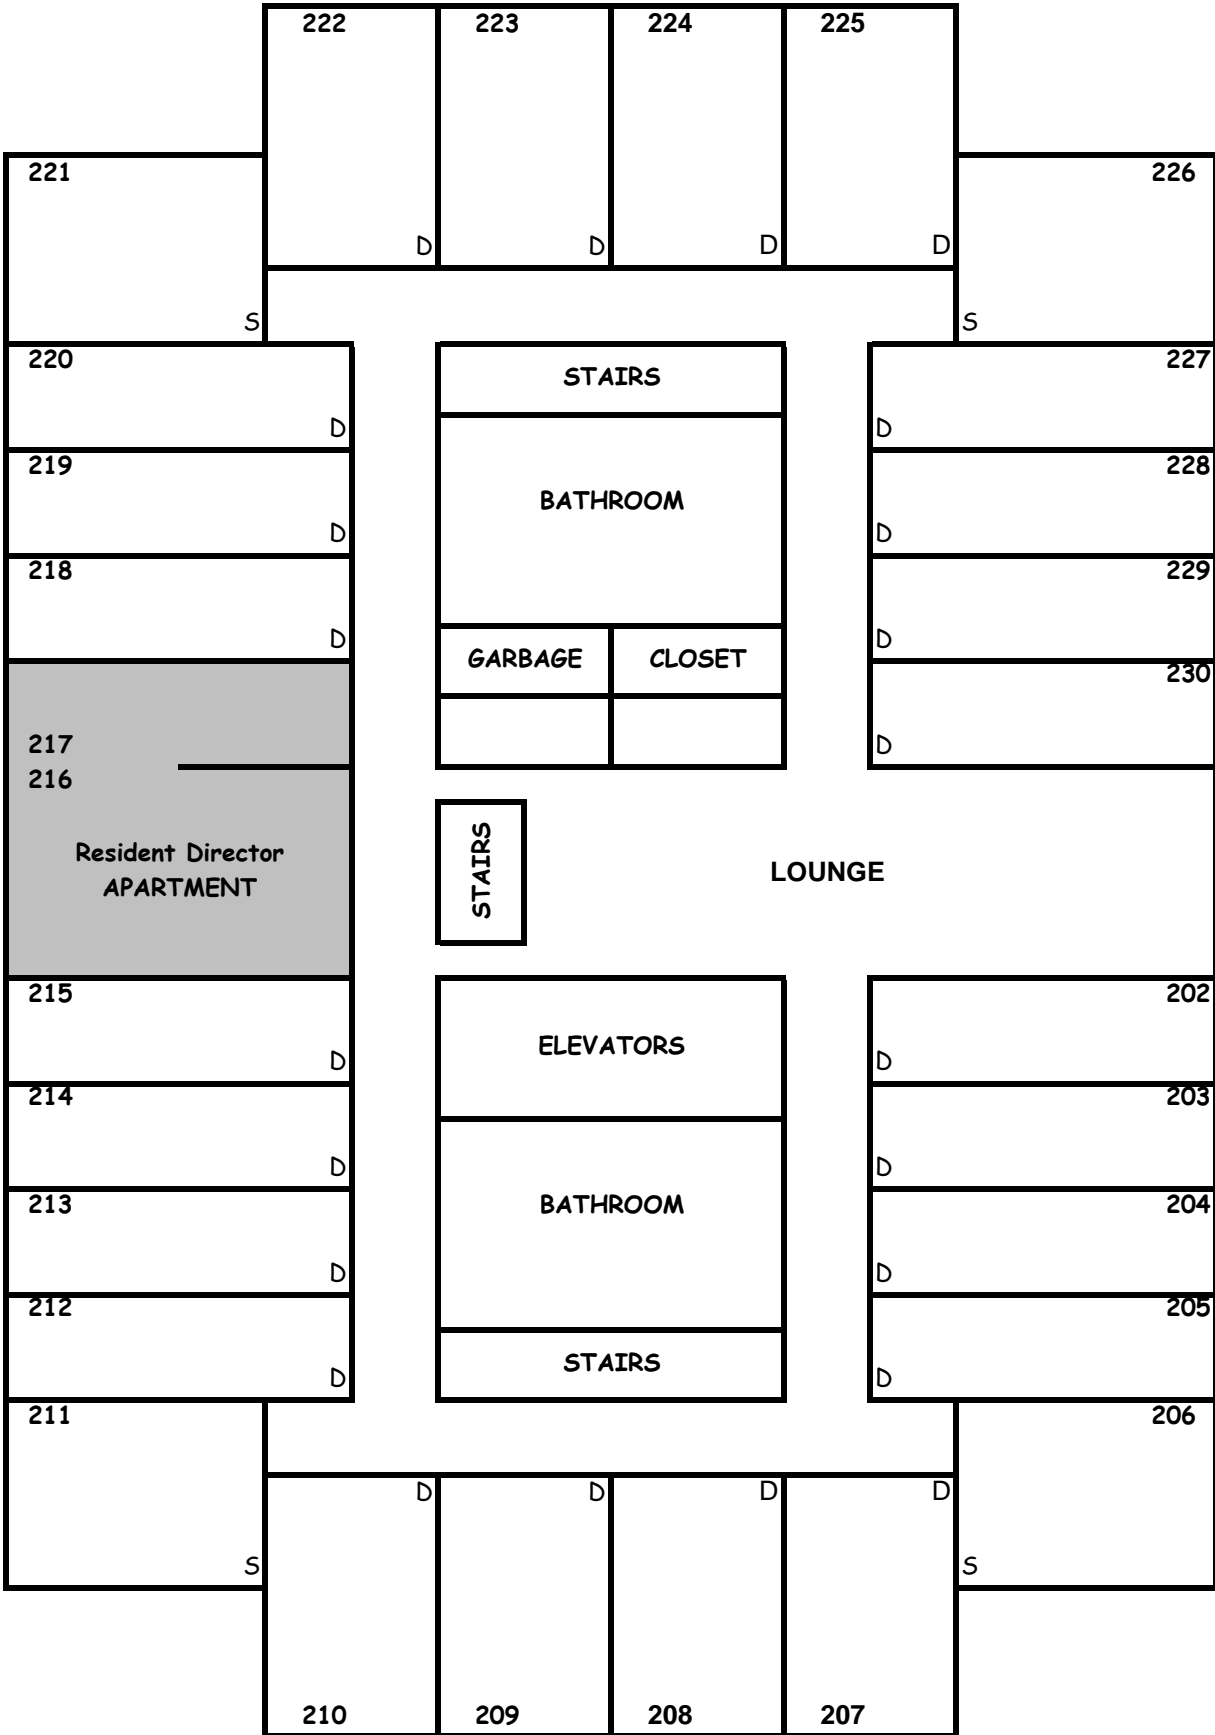 222 223 224 225
221 226
D D D D
S S
220 STAIRS 227
D D
219 228
BATHROOM
D D
218 229
D D
GARBAGE CLOSET
230
217 D
216
STAIRS
Resident Director
LOUNGE
APARTMENT
215 202
ELEVATORS
D D
214 203
D D
213 BATHROOM 204
D D
212 205
STAIRS
D D
211 206
D D D D
S S
210 209 208 207